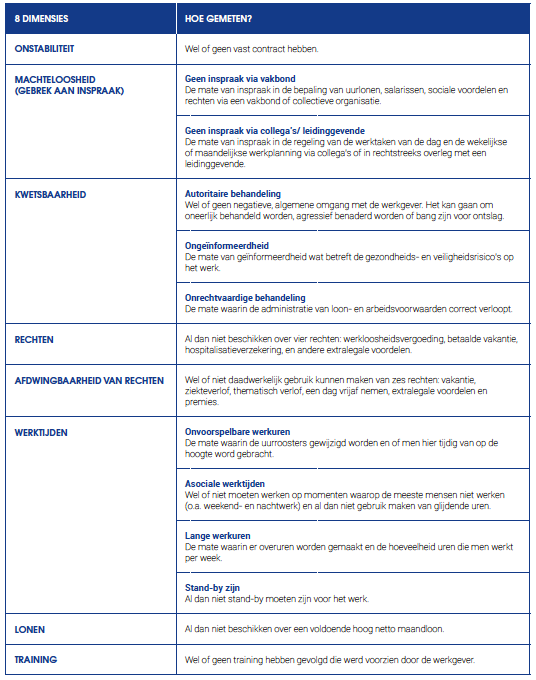 8 DIMENSIES
HOE GEMETEN?
ONSTABILITEIT
Wel of geen vast contract hebben.
MACHTELOOSHEID
(GEBREK AAN INSPRAAK)
Geen inspraak via vakbond
De mate van inspraak in de bepaling van uurlonen, salarissen, sociale voordelen en
rechten via een vakbond of collectieve organisatie.
Geen inspraak via collega's/ leidinggevende
De mate van inspraak in de regeling van de werktaken van de dag en de wekelijkse
of maandelijkse werkplanning via collega's of in rechtstreeks overleg met een
leidinggevende.
KWETSBAARHEID
Autoritaire behandeling
Wel of geen negatieve, algemene omgang met de werkgever. Het kan gaan om
oneerlijk behandeld worden, agressief benaderd worden of bang zijn voor ontslag.
Ongeïnformeerdheid
De mate van geïnformeerdheid wat betreft de gezondheids- en veiligheidsrisico's op
het werk.
Onrechtvaardige behandeling
De mate waarin de administratie van loon- en arbeidsvoorwaarden correct verloopt.
RECHTEN
Al dan niet beschikken over vier rechten: werkloosheidsvergoeding, betaalde vakantie,
hospitalisatieverzekering, en andere extralegale voordelen.
AFDWINGBAARHEID VAN RECHTEN
Wel of niet daadwerkelijk gebruik kunnen maken van zes rechten: vakantie,
ziekteverlof, thematisch verlof, een dag vrijaf nemen, extralegale voordelen en
premies.
WERKTIJDEN
Onvoorspelbare werkuren
De mate waarin de uurroosters gewijzigd worden en of men hier tijdig van op de
hoogte word gebracht.
Asociale werktijden
Wel of niet moeten werken op momenten waarop de meeste mensen niet werken
(o.a. weekend- en nachtwerk) en al dan niet gebruik maken van glijdende uren.
Lange werkuren
De mate waarin er overuren worden gemaakt en de hoeveelheid uren die men werkt
per week.
Stand-by zijn
Al dan niet stand-by moeten zijn voor het werk.
LONEN
Al dan niet beschikken over een voldoende hoog netto maandloon.
TRAINING
Wel of geen training hebben gevolgd die werd voorzien door de werkgever.